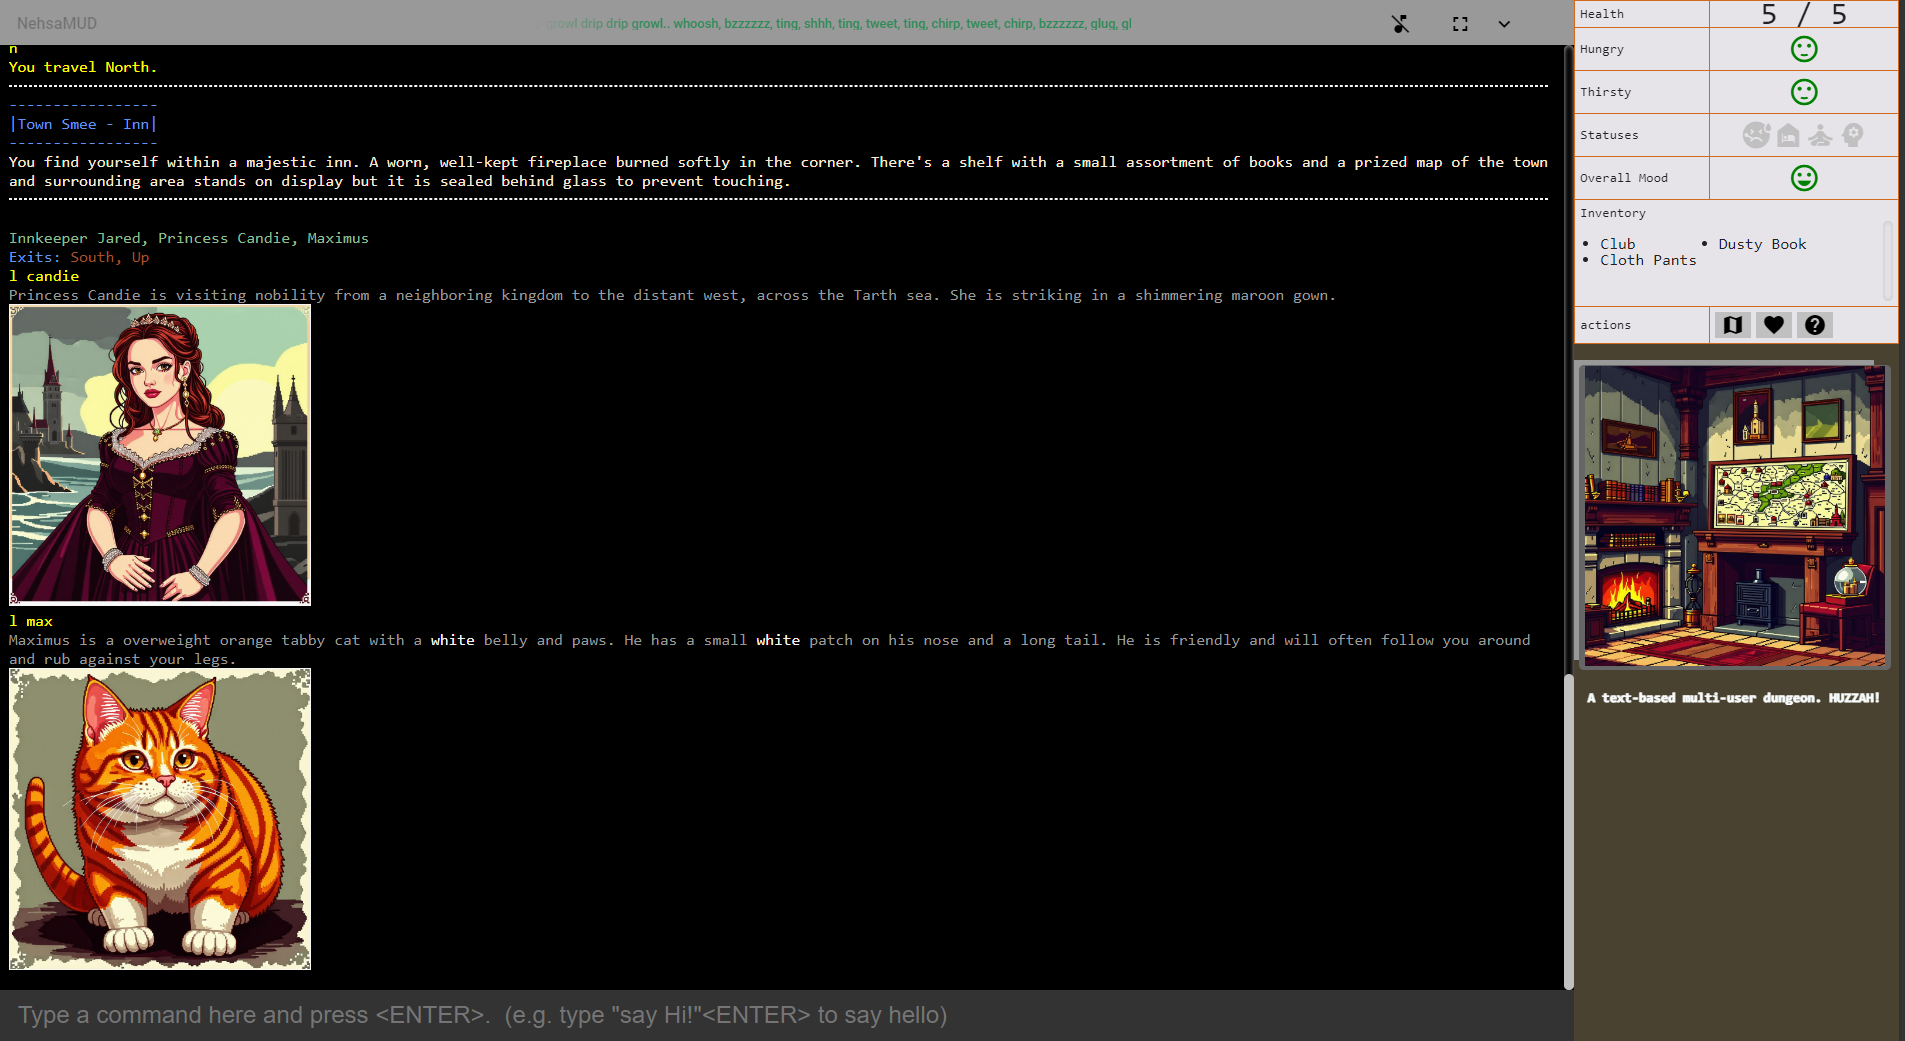 NehsaMUD
growl drip drip growl.. whoosh, bzzzzzz, ting, shhh, ting, tweet, ting, chirp, tweet, chirp, bzzzzzz, glug, gl
n
You travel North.
-----------------
|Town Smee - Inn|
-----------------
You find yourself within a majestic inn. A worn, well-kept fireplace burned softly in the corner. There's a shelf with a small assortment of books and a prized map of the town
and surrounding area stands on display but it is sealed behind glass to prevent touching.
Innkeeper Jared, Princess Candie, Maximus
Exits: South, Up
l candie
Princess Candie is visiting nobility from a neighboring kingdom to the distant west, across the Tarth sea. She is striking in a shimmering maroon gown.
l max
Maximus is a overweight orange tabby cat with a white belly and paws. He has a small white patch on his nose and a long tail. He is friendly and will often follow you around
and rub against your legs.
Type a command here and press <ENTER>.  (e.g. type "say Hi!"<ENTER> to say hello)
Health 5 / 5
Hungry
Thirsty
Statuses
Overall Mood
Inventory
• Club
• Cloth Pants
• Dusty Book
actions
A text-based multi-user dungeon. HUZZAH!